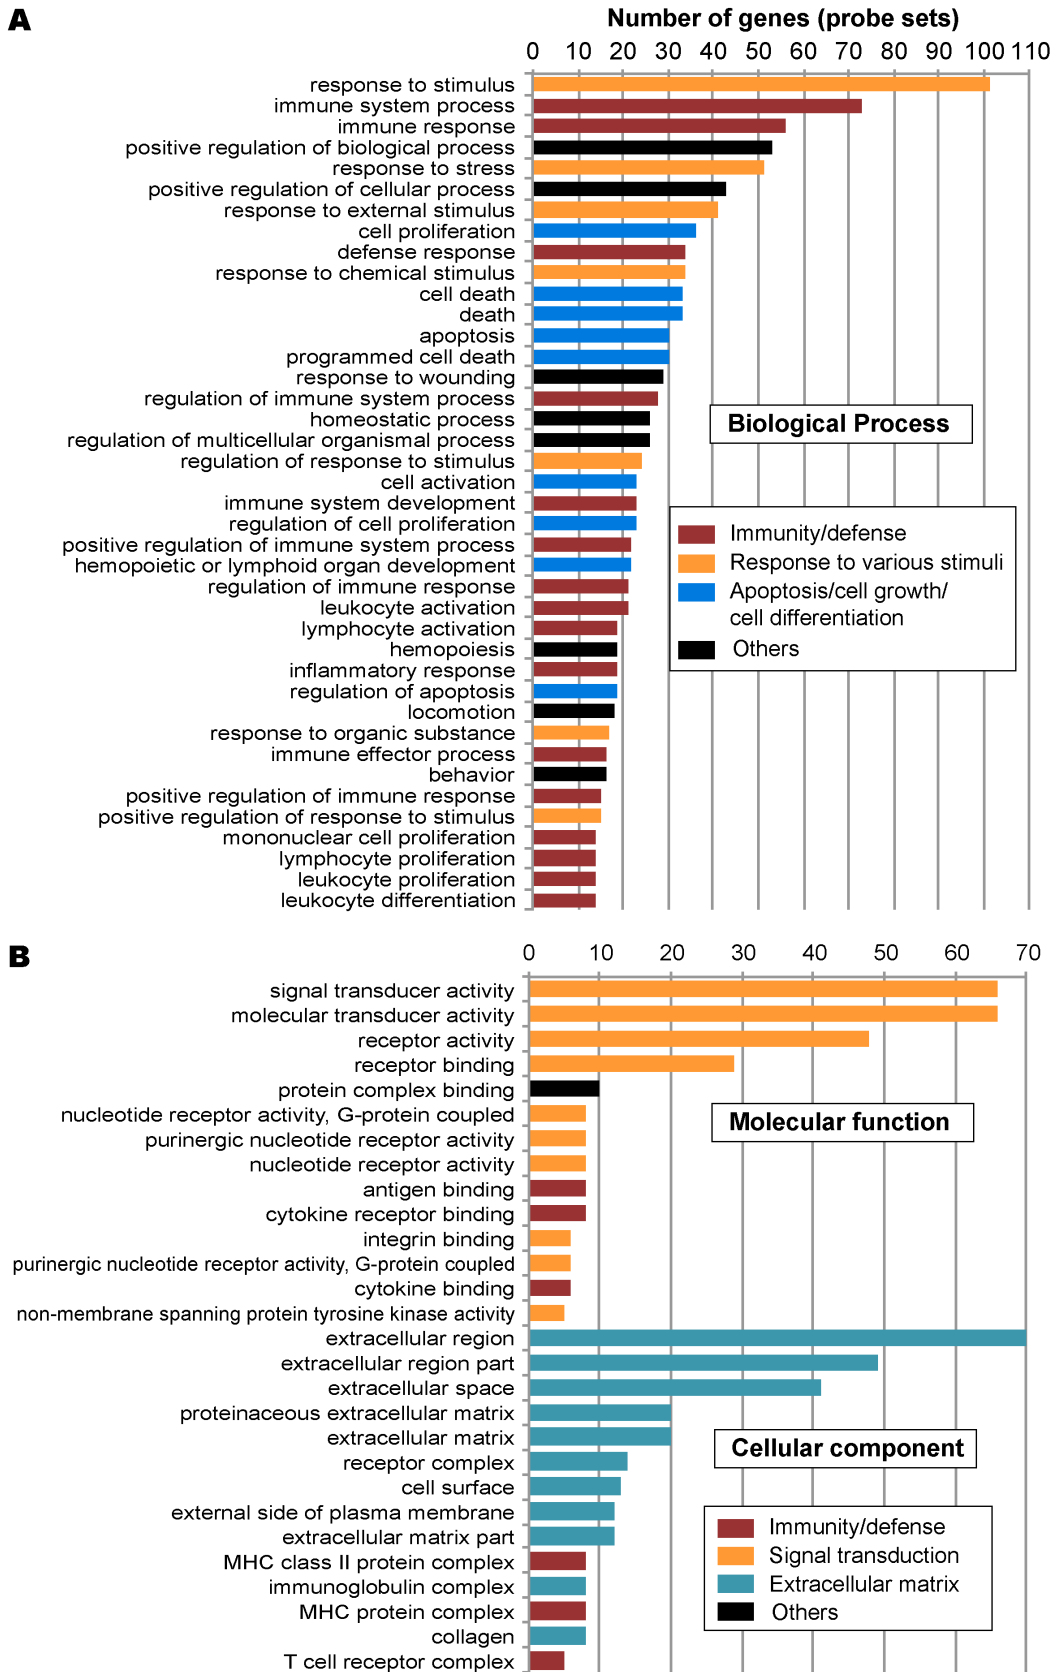 A
Number of genes (probe sets)
0 10 20 30 40 50 60 70 80 90 100 110
response to stimulus
immune system process
immune response
positive regulation of biological process
response to stress
positive regulation of cellular process
response to external stimulus
cell proliferation
defense response
response to chemical stimulus
cell death
death
apoptosis
programmed cell death
response to wounding
regulation of immune system process
homeostatic process
regulation of multicellular organismal process
regulation of response to stimulus
cell activation
immune system development
regulation of cell proliferation
positive regulation of immune system process
hemopoietic or lymphoid organ development
regulation of immune response
leukocyte activation
lymphocyte activation
hemopoiesis
inflammatory response
regulation of apoptosis
locomotion
response to organic substance
immune effector process
behavior
positive regulation of immune response
positive regulation of response to stimulus
mononuclear cell proliferation
lymphocyte proliferation
leukocyte proliferation
leukocyte differentiation
Biological Process
Immunity/defense
Response to various stimuli
Apoptosis/cell growth/
cell differentiation
Others
B
0 10 20 30 40 50 60 70
signal transducer activity
molecular transducer activity
receptor activity
receptor binding
protein complex binding
nucleotide receptor activity, G-protein coupled
purinergic nucleotide receptor activity
nucleotide receptor activity
antigen binding
cytokine receptor binding
integrin binding
purinergic nucleotide receptor activity, G-protein coupled
cytokine binding
non-membrane spanning protein tyrosine kinase activity
extracellular region
extracellular region part
extracellular space
proteinaceous extracellular matrix
extracellular matrix
receptor complex
cell surface
external side of plasma membrane
extracellular matrix part
MHC class II protein complex
immunoglobulin complex
MHC protein complex
collagen
T cell receptor complex
Molecular function
Cellular component
Immunity/defense
Signal transduction
Extracellular matrix
Others